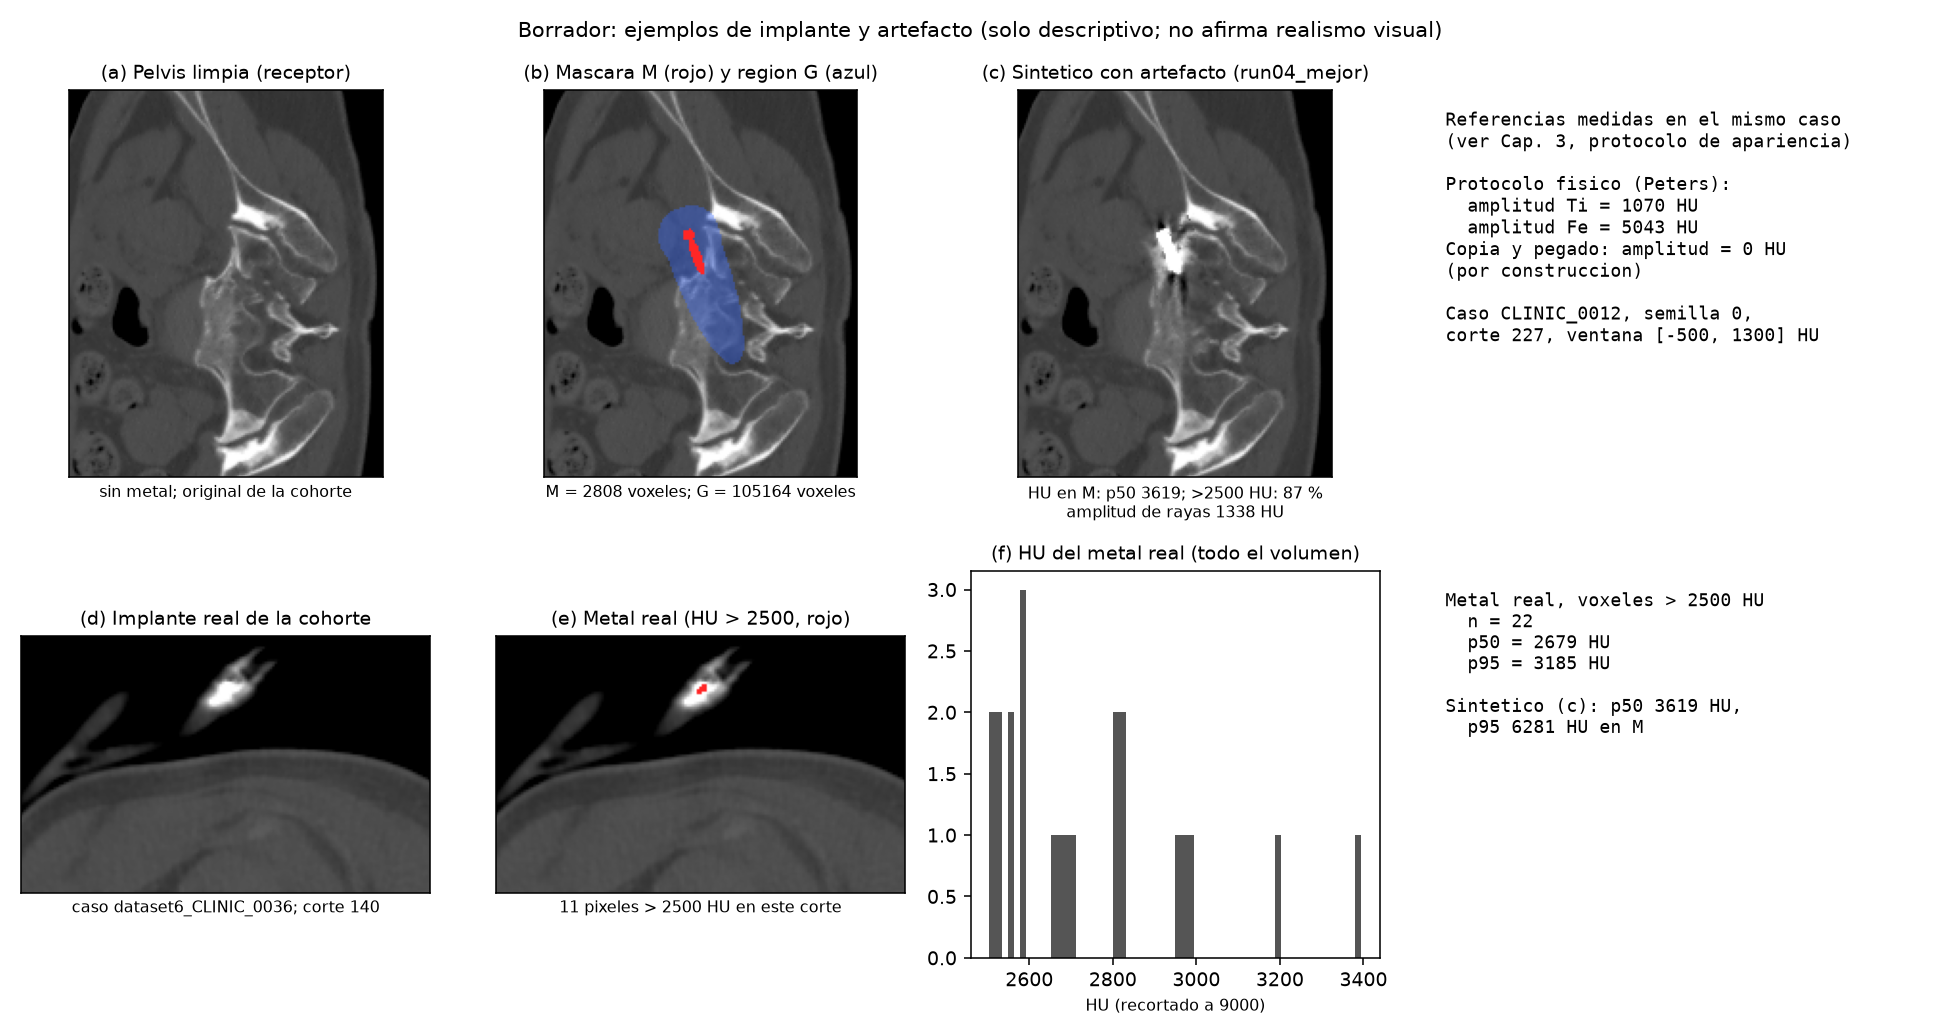 Borrador: ejemplos de implante y artefacto (solo descriptivo; no afirma realismo visual)
(a) Pelvis limpia (receptor)
(b) Mascara M (rojo) y region G (azul)
(c) Sintetico con artefacto (run04_mejor)
sin metal; original de la cohorte
M = 2808 voxeles; G = 105164 voxeles
HU en M: p50 3619; >2500 HU: 87 %
amplitud de rayas 1338 HU
Referencias medidas en el mismo caso
(ver Cap. 3, protocolo de apariencia)
Protocolo fisico (Peters):
amplitud Ti = 1070 HU
amplitud Fe = 5043 HU
Copia y pegado: amplitud = 0 HU
(por construccion)
Caso CLINIC_0012, semilla 0,
corte 227, ventana [-500, 1300] HU
(d) Implante real de la cohorte
caso dataset6_CLINIC_0036; corte 140
(e) Metal real (HU > 2500, rojo)
11 pixeles > 2500 HU en este corte
(f) HU del metal real (todo el volumen)
3.0
2.5
2.0
1.5
1.0
0.5
0.0
2600 2800 3000 3200 3400
HU (recortado a 9000)
Metal real, voxeles > 2500 HU
n = 22
p50 = 2679 HU
p95 = 3185 HU
Sintetico (c): p50 3619 HU,
p95 6281 HU en M